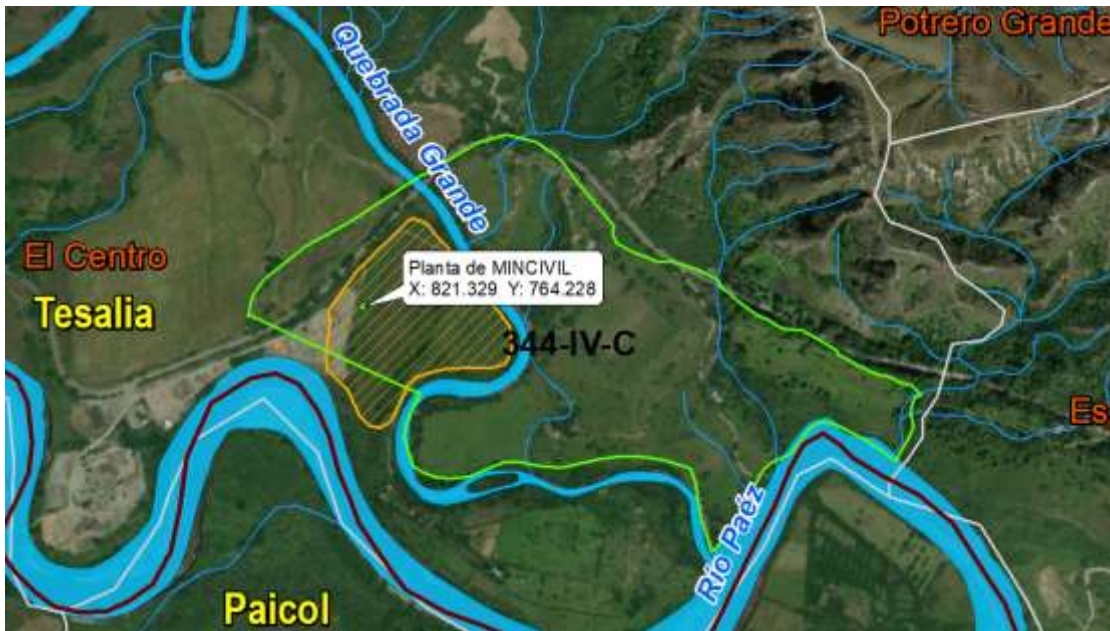 Potrero Grande
Quebrada Grande
El Centro
Planta de MINCIVIL
X: 821.329 Y: 764.228
Tesalia
344-IV-C
Es
Río Paéz
Paicol